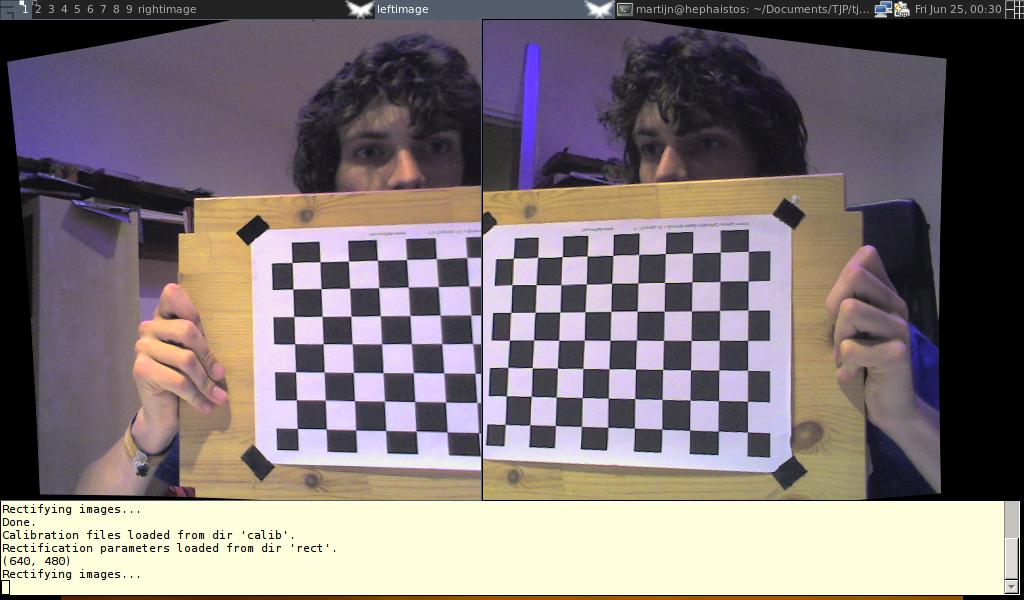 1 2 3 4 5 6 7 8 9 rightimage leftimage martijn@hephaistos: ~/Documents/TJP/tj... Fri Jun 25, 00:30
Rectifying images...
Done.
Calibration files loaded from dir 'calib'.
Rectification parameters loaded from dir 'rect'.
(640, 480)
Rectifying images...